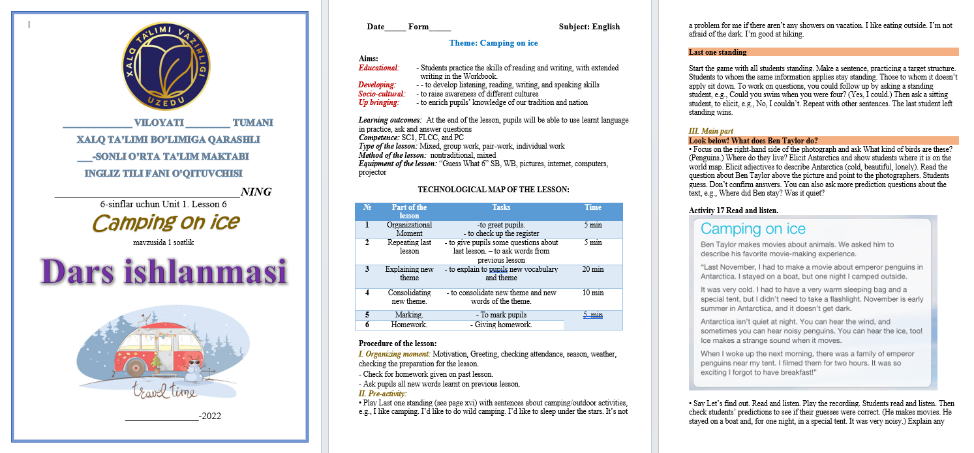 XALQ TA'LIMI VAZIRLIGI
UZEDU
____________ VILOYATI ________ TUMANI
XALQ TA'LIM BO'LIMIGA QARASHLI
___-SONLI O'RTA TA'LIM MAKTABI
INGLIZ TILI FANI O'QITUVCHISI
____________________________NING
6-sinflar uchun Unit 1. Lesson 6
Camping on ice
mavzusida 1 soatlik
Dars ishlanmasi
travel time
________________-2022
Date_____ Form_____ Subject: English
Theme: Camping on ice
Aims:
Educational: - Students practice the skills of reading and writing, with extended
writing in the Workbook.
Developing: - - to develop listening, reading, writing, and speaking skills
Socio-cultural: - to raise awareness of different cultures
Up bringing: - to enrich pupils' knowledge of our tradition and nation
Learning outcomes: At the end of the lesson, pupils will be able to use learnt language
in practice, ask and answer questions
Competence: SC1, FLCC, and PC
Type of the lesson: Mixed, group work, pair-work, individual work
Method of the lesson: nontraditional, mixed
Equipment of the lesson: "Guess What 6" SB, WB, pictures, internet, computers,
projector
TECHNOLOGICAL MAP OF THE LESSON:
№ Part of the Tasks Time
lesson
1 Organizational -to greet pupils. 5 min
Moment - to check up the register
2 Repeating last - to give pupils some questions about 5 min
lesson last lesson. – to ask words from
previous lesson
3 Explaining new - to explain to pupils new vocabulary 20 min
theme and theme
4 Consolidating - to consolidate new theme and new 10 min
new theme. words of the theme.
5 Marking. - To mark pupils 5 min
6 Homework. - Giving homework.
Procedure of the lesson:
I. Organizing moment: Motivation, Greeting, checking attendance, season, weather,
checking the preparation for the lesson.
- Check for homework given on past lesson.
- Ask pupils all new words learnt on previous lesson.
II. Pre-activity:
• Play Last one standing (see page xvi) with sentences about camping/outdoor activities,
e.g., I like camping. I'd like to do wild camping. I'd like to sleep under the stars. It's not
a problem for me if there aren't any showers on vacation. I like eating outside. I'm not
afraid of the dark. I'm good at hiking.
Last one standing
Start the game with all students standing. Make a sentence, practicing a target structure.
Students to whom the same information applies stay standing. Those to whom it doesn't
apply sit down. To work on questions, you could follow up by asking a standing
student, e.g., Could you swim when you were four? (Yes, I could.) Then ask a sitting
student, to elicit, e.g., No, I couldn't. Repeat with other sentences. The last student left
standing wins.
III. Main part
Look below! What does Ben Taylor do?
• Focus on the right-hand side of the photograph and ask What kind of birds are these?
(Penguins.) Where do they live? Elicit Antarctica and show students where it is on the
world map. Elicit adjectives to describe Antarctica (cold, beautiful, lonely). Read the
question about Ben Taylor above the picture and point to the photographers. Students
guess. Don't confirm answers. You can also ask more prediction questions about the
text, e.g., Where did Ben stay? Was it quiet?
Activity 17 Read and listen.
Camping on ice
Ben Taylor makes movies about animals. We asked him to
describe his favorite movie-making experience.
"Last November, I had to make a movie about emperor penguins in
Antarctica. I stayed on a boat, but one night I camped outside.
It was very cold. I had to have a very warm sleeping bag and a
special tent, but I didn't need to take a flashlight. November is early
summer in Antarctica, and it doesn't get dark.
Antarctica isn't quiet at night. You can hear the wind, and
sometimes you can hear noisy penguins. You can hear the ice, too!
Ice makes a strange sound when it moves.
When I woke up the next morning, there was a family of emperor
penguins near my tent. I filmed them for two hours. It was so
exciting I forgot to have breakfast!"
• Say Let's find out. Read and listen. Play the recording. Students read and listen. Then
check students' predictions to see if their guesses were correct. (He makes movies. He
stayed on a boat and, for one night, in a special tent. It was very noisy.) Explain any